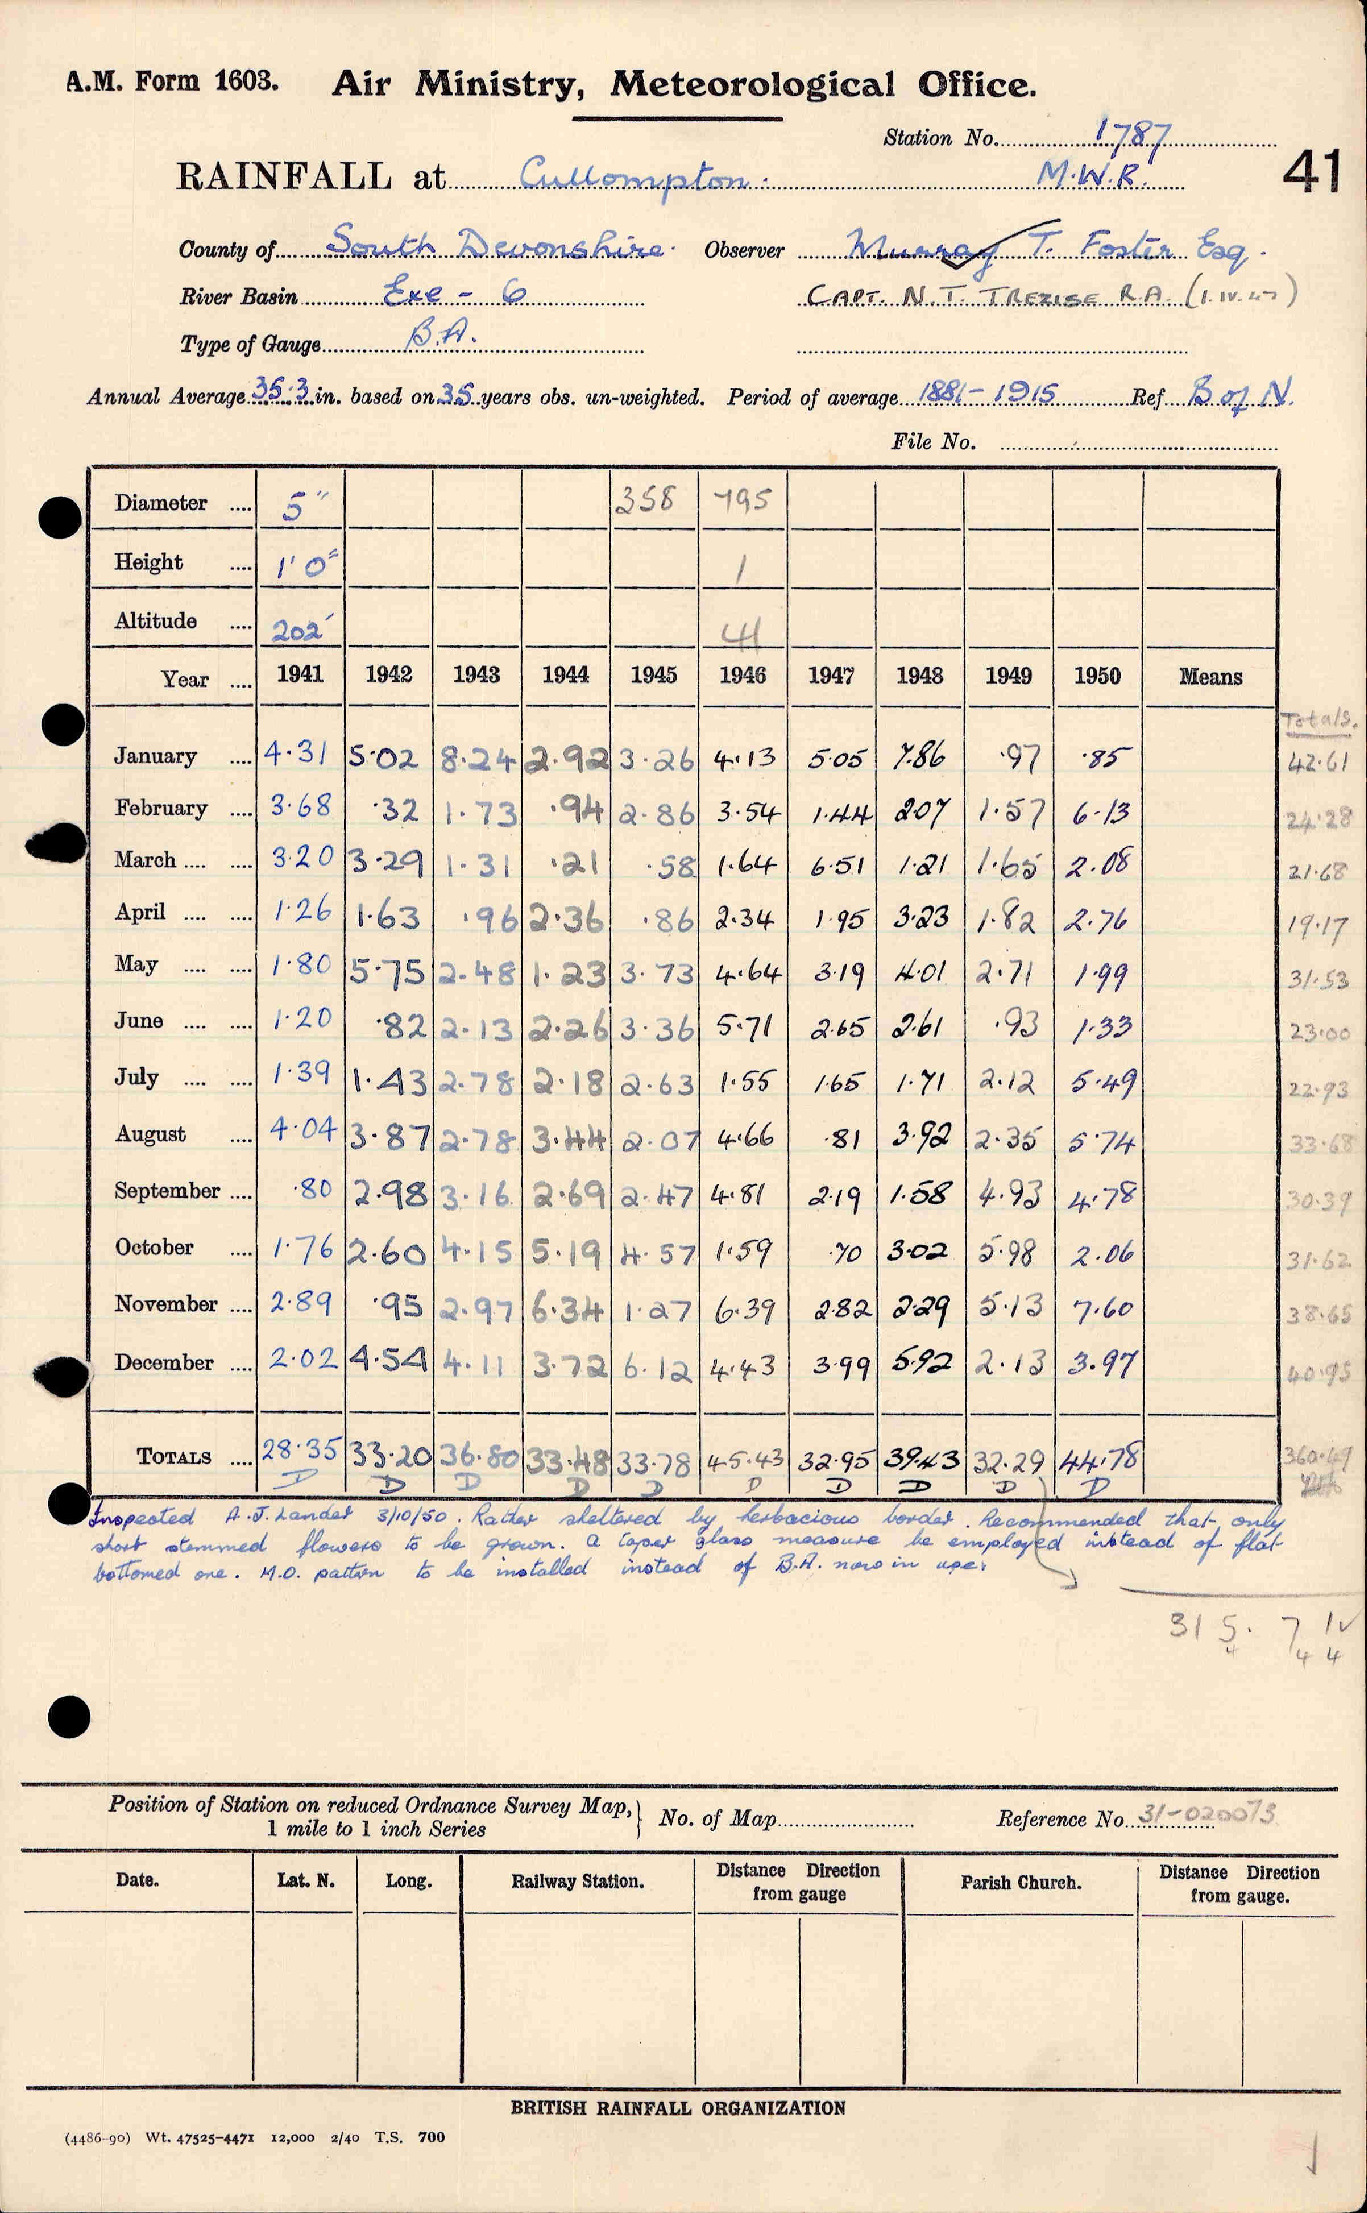 A.M. Form 1603. Air Ministry, Meteorological Office.
Station No. 1787
RAINFALL at Cullompton. M.W.R. 41
County of South Devonshire. Observer Murray T. Foster Esq.
River Basin Exe - 6 CAPT. N.T. TREZISE R.A. (1.IV.47)
Type of Gauge B.A.
Annual Average 35.3 in. based on 35 years obs. un-weighted. Period of average 1881-1915 Ref B of N.
File No.
Diameter .... 5" 358 795
Height .... 1' 0" 1
Altitude .... 202' 41
Year .... 1941 1942 1943 1944 1945 1946 1947 1948 1949 1950 Means
Totals.
January .... 4.31 5.02 8.24 2.92 3.26 4.13 5.05 7.86 .97 .85 42.61
February .... 3.68 .32 1.73 .94 2.86 3.54 1.44 2.07 1.57 6.13 24.28
March .... .... 3.20 3.29 1.31 .21 .58 1.64 6.51 1.21 1.65 2.08 21.68
April .... .... 1.26 1.63 .96 2.36 .86 2.34 1.95 3.23 1.82 2.76 19.17
May .... .... 1.80 5.75 2.48 1.23 3.73 4.64 3.19 4.01 2.71 1.99 31.53
June .... .... 1.20 .82 2.13 2.26 3.36 5.71 2.65 2.61 .93 1.33 23.00
July .... .... 1.39 1.43 2.78 2.18 2.63 1.55 1.65 1.71 2.12 5.49 22.93
August .... 4.04 3.87 2.78 3.44 2.07 4.66 .81 3.92 2.35 5.74 33.68
September .... .80 2.98 3.16 2.69 2.47 4.81 2.19 1.58 4.93 4.78 30.39
October .... 1.76 2.60 4.15 5.19 4.57 1.59 .70 3.02 5.98 2.06 31.62
November .... 2.89 .95 2.97 6.34 1.27 6.39 2.82 2.29 5.13 7.60 38.65
December .... 2.02 4.54 4.11 3.72 6.12 4.43 3.99 5.92 2.13 3.97 40.95
TOTALS .... 28.35 33.20 36.80 33.48 33.78 45.43 32.95 39.43 32.29 44.78 360.49
D D D D D D D D D D
Inspected A.J. Lander 3/10/50. Rather sheltered by herbacious border. Recommended that only
short stemmed flowers to be grown. A taper glass measure be employed instead of flat
bottomed one. M.O. pattern to be installed instead of B.A. now in use.
31 5. 7 1
4 4 4
Position of Station on reduced Ordnance Survey Map, 1 mile to 1 inch Series } No. of Map Reference No. 31-020073
Date. Lat. N. Long. Railway Station. Distance from gauge Direction Parish Church. Distance Direction from gauge.
BRITISH RAINFALL ORGANIZATION
(4486-90) Wt. 47525-4471 12,000 2/40 T.S. 700